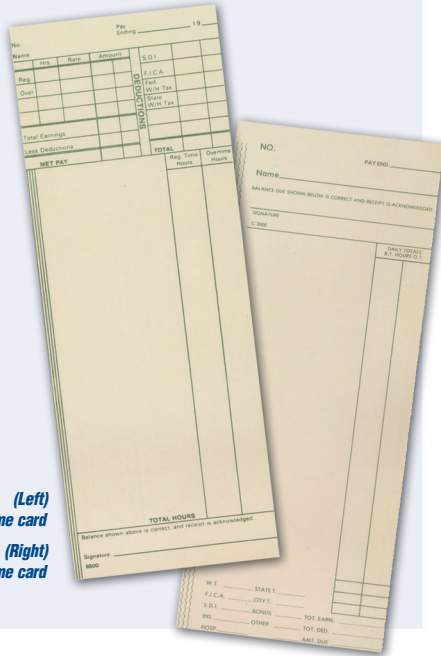 Pay
Ending 19
No.
Name
Hrs. Rate Amount
Reg.
Over
DEDUCTIONS
S.D.I.
F.I.C.A.
Fed.
W/H Tax
State
W/H Tax
Total Earnings
Less Deductions
TOTAL
NET PAY
Reg. Time
Hours
Overtime
Hours
TOTAL HOURS
Balance shown above is correct, and receipt is acknowledged.
Signature
6600
NO.
PAY END
Name
BALANCE DUE SHOWN BELOW IS CORRECT AND RECEIPT IS ACKNOWLEDGED
SIGNATURE
C-3000
DAILY TOTALS
R.T. HOURS O.T.
W.T. STATE T.
F.I.C.A. CITY T.
S.D.I. BONDS TOT. EARN.
INS. OTHER TOT. DED.
HOSP. AMT. DUE
(Left)
me card
(Right)
me card